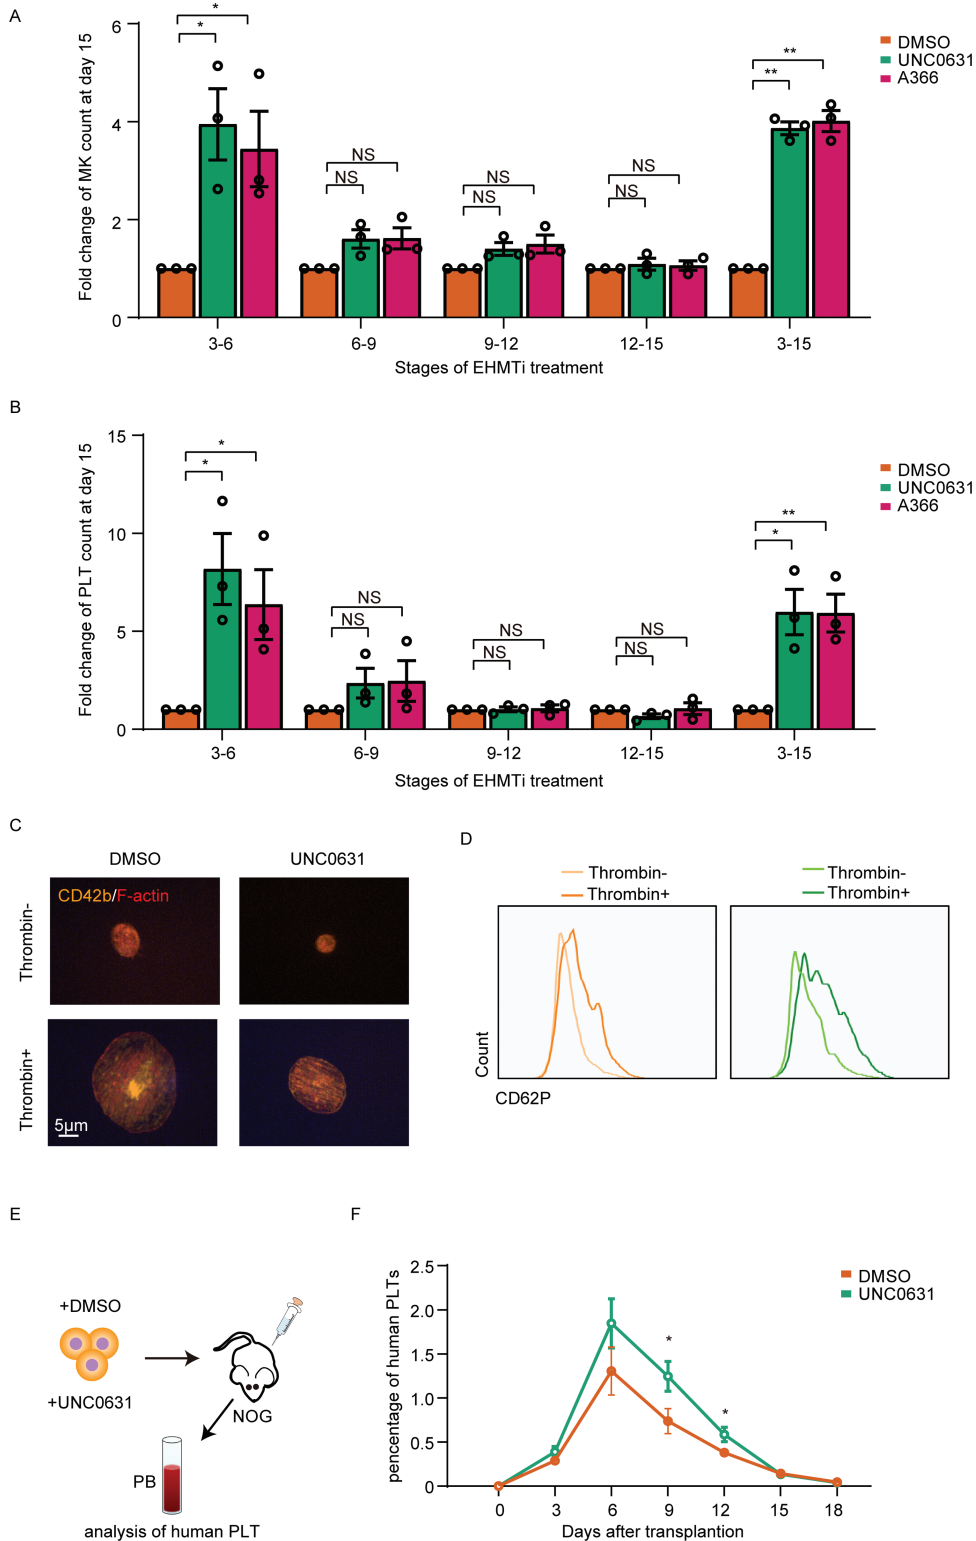 A
Fold change of MK count at day 15
6
4
2
0
*
*
NS
NS
NS
NS
NS
NS
**
**
DMSO
UNC0631
A366
3-6
6-9
9-12
12-15
3-15
Stages of EHMTi treatment
B
Fold change of PLT count at day 15
15
10
5
0
*
*
NS
NS
NS
NS
NS
NS
**
*
DMSO
UNC0631
A366
3-6
6-9
9-12
12-15
3-15
Stages of EHMTi treatment
C
DMSO
UNC0631
Thrombin-
CD42b/F-actin
Thrombin+
5μm
D
Thrombin-
Thrombin+
Thrombin-
Thrombin+
Count
CD62P
E
+DMSO
+UNC0631
NOG
PB
analysis of human PLT
F
pencentage of human PLTs
2.5
2.0
1.5
1.0
0.5
0
*
*
DMSO
UNC0631
0
3
6
9
12
15
18
Days after transplantion